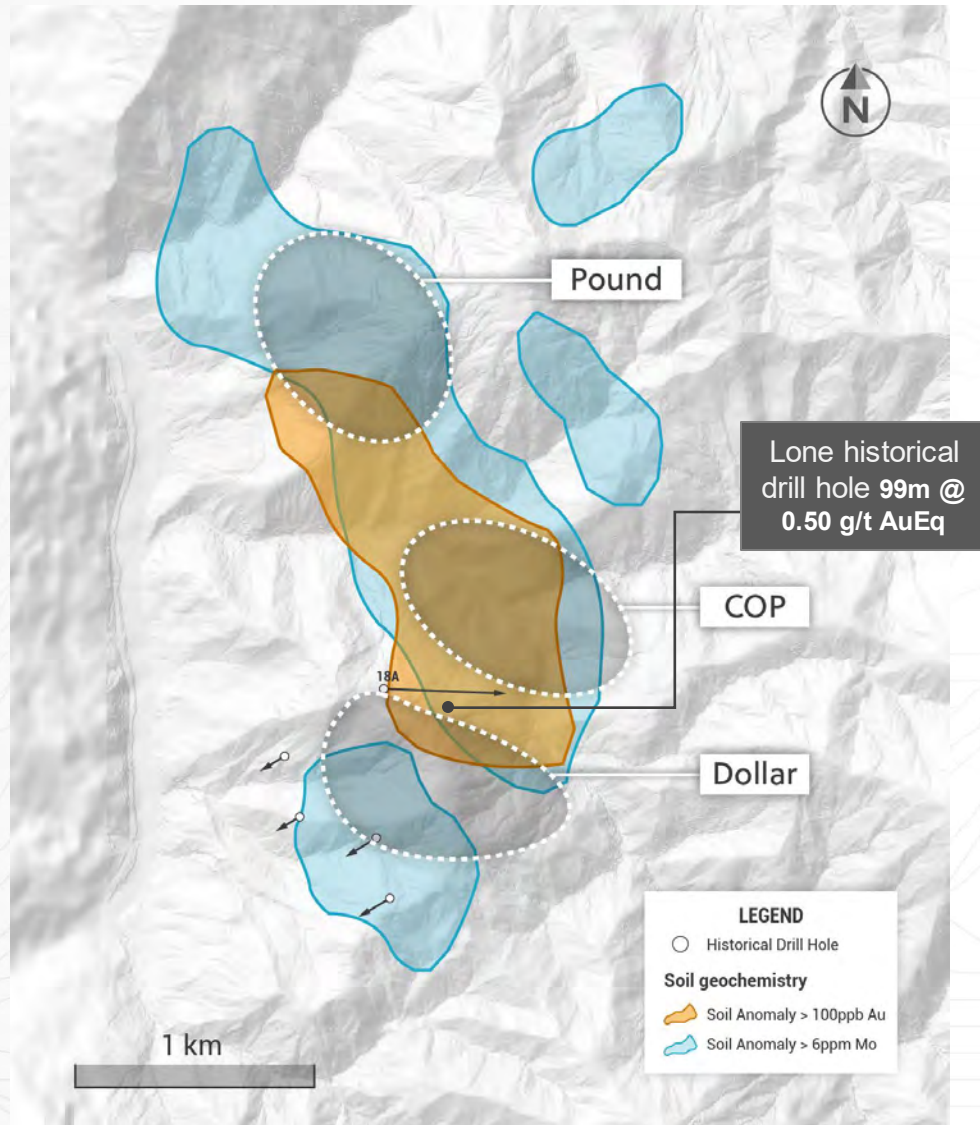 N
Pound
Lone historical
drill hole 99m @
0.50 g/t AuEq
COP
18A
Dollar
LEGEND
Historical Drill Hole
Soil geochemistry
Soil Anomaly > 100ppb Au
Soil Anomaly > 6ppm Mo
1 km